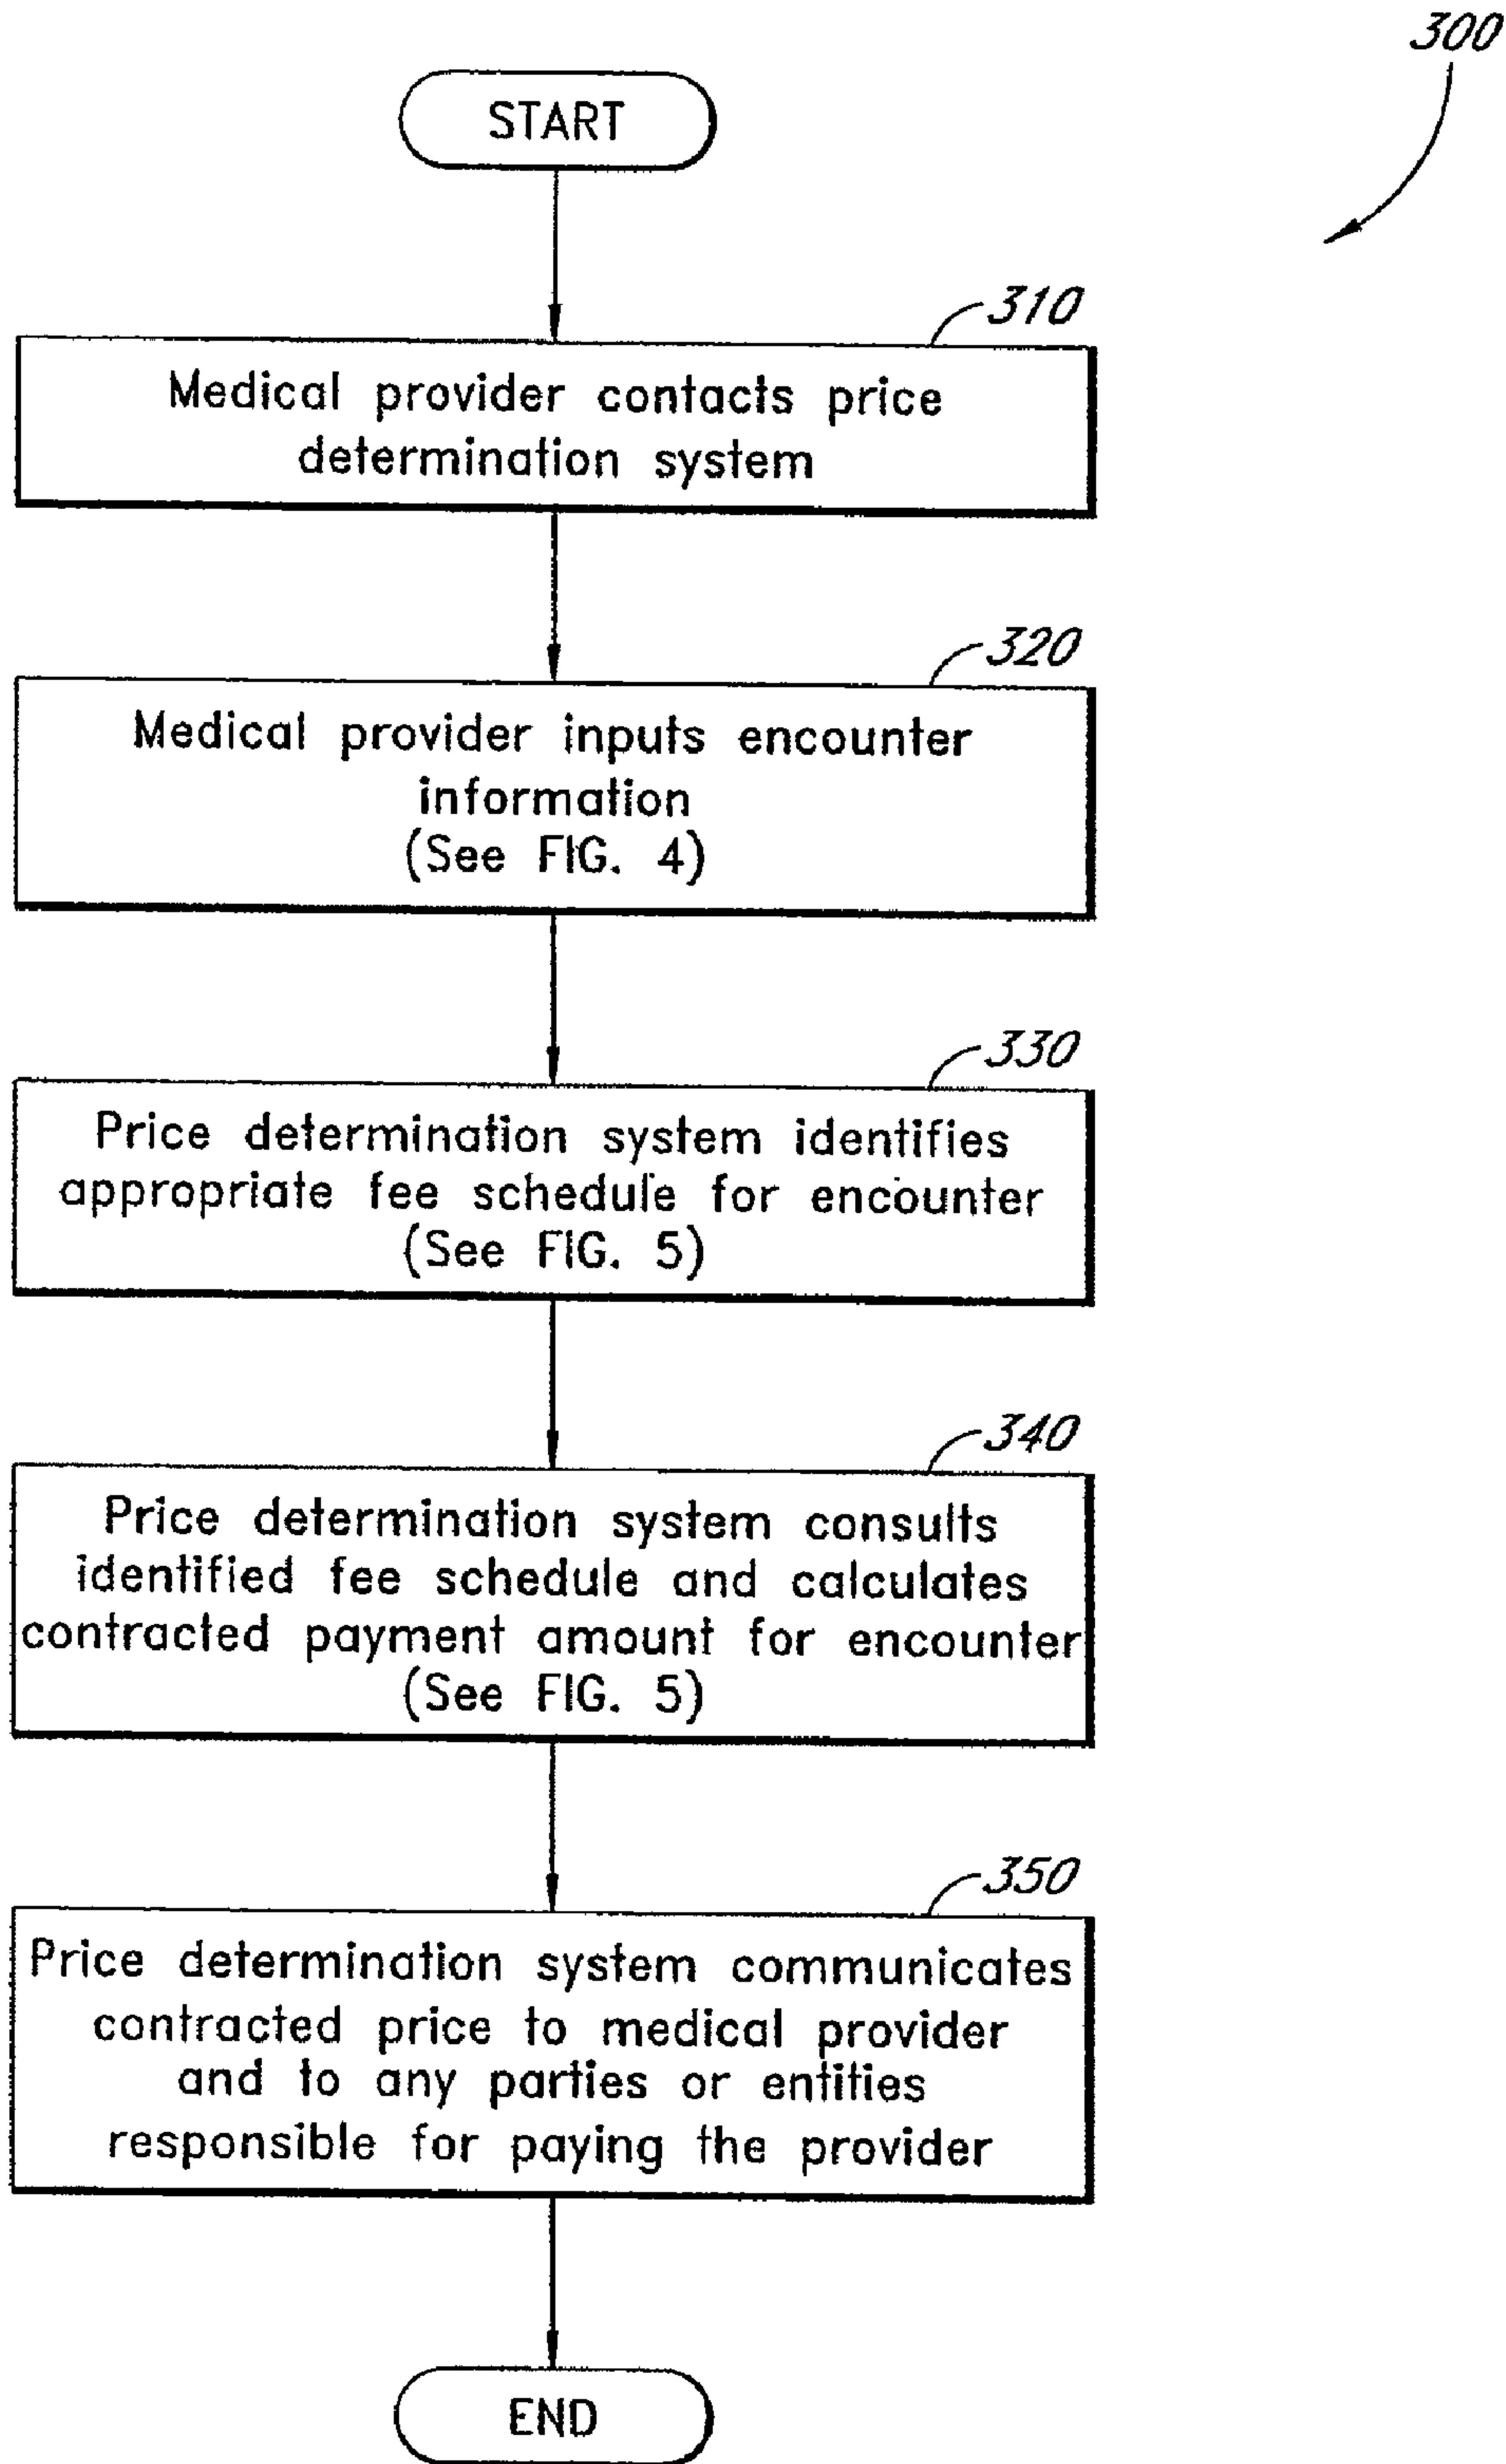 300
START
310
Medical provider contacts price
determination system
320
Medical provider inputs encounter
information
(See FIG. 4)
330
Price determination system identifies
appropriate fee schedule for encounter
(See FIG. 5)
340
Price determination system consults
identified fee schedule and calculates
contracted payment amount for encounter
(See FIG. 5)
350
Price determination system communicates
contracted price to medical provider
and to any parties or entities
responsible for paying the provider
END